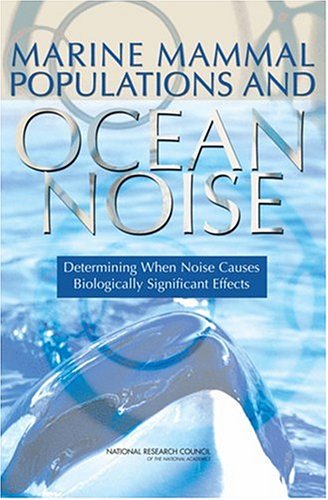 MARINE MAMMAL
POPULATIONS AND
OCEAN
NOISE
Determining When Noise Causes
Biologically Significant Effects
NATIONAL RESEARCH COUNCIL
OF THE NATIONAL ACADEMIES